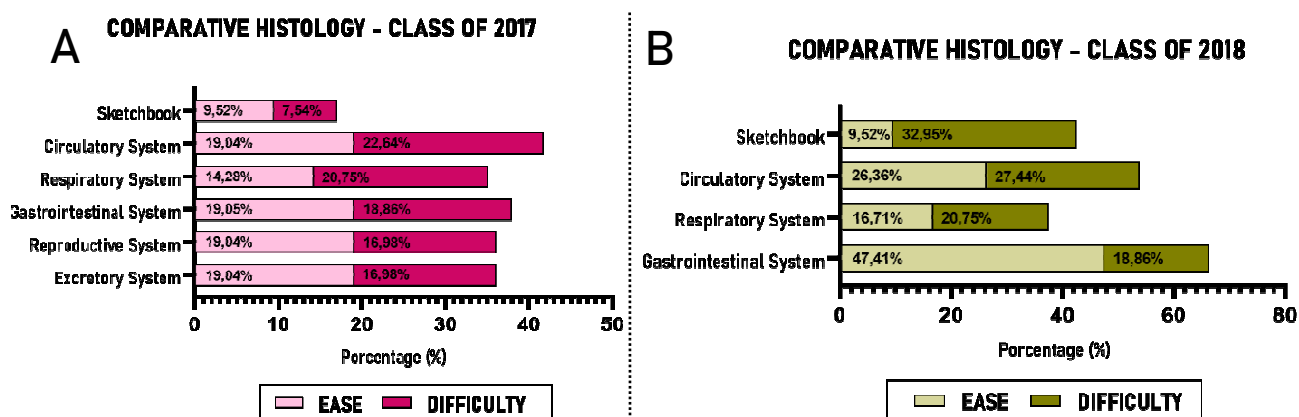 A
COMPARATIVE HISTOLOGY - CLASS OF 2017
Sketchbook 9,52% 7,54%
Circulatory System 19,04% 22,64%
Respiratory System 14,28% 20,75%
Gastrointestinal System 19,05% 18,86%
Reproductive System 19,04% 16,98%
Excretory System 19,04% 16,98%
0 10 20 30 40 50
Porcentage (%)
EASE DIFFICULTY
B
COMPARATIVE HISTOLOGY - CLASS OF 2018
Sketchbook 9,52% 32,95%
Circulatory System 26,36% 27,44%
Respiratory System 16,71% 20,75%
Gastrointestinal System 47,41% 18,86%
0 20 40 60 80
Porcentage (%)
EASE DIFFICULTY